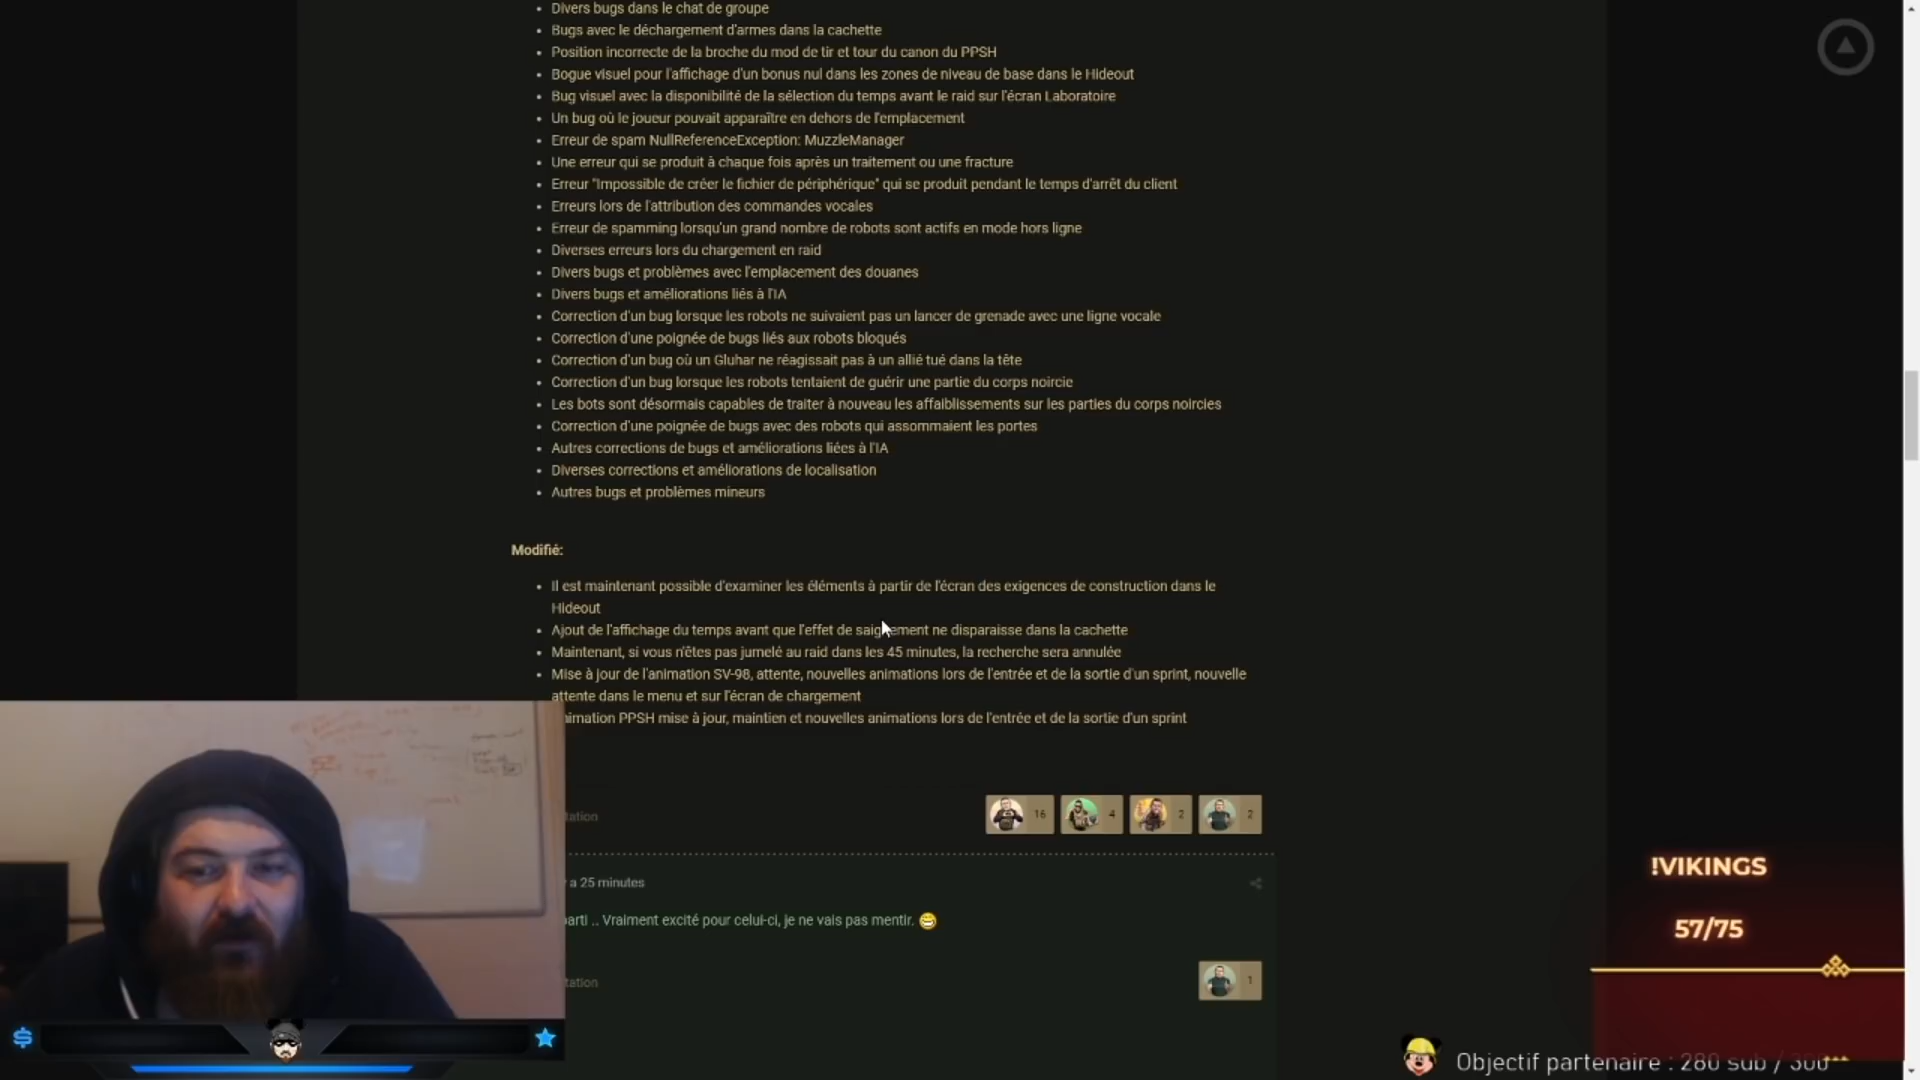 Divers bugs dans le chat de groupe
Bugs avec le déchargement d'armes dans la cachette
Position incorrecte de la broche du mod de tir et tour du canon du PPSH
Bogue visuel pour l'affichage d'un bonus nul dans les zones de niveau de base dans le Hideout
Bug visuel avec la disponibilité de la sélection du temps avant le raid sur l'écran Laboratoire
Un bug où le joueur pouvait apparaître en dehors de l'emplacement
Erreur de spam NullReferenceException: MuzzleManager
Une erreur qui se produit à chaque fois après un traitement ou une fracture
Erreur "Impossible de créer le fichier de périphérique" qui se produit pendant le temps d'arrêt du client
Erreurs lors de l'attribution des commandes vocales
Erreur de spamming lorsqu'un grand nombre de robots sont actifs en mode hors ligne
Diverses erreurs lors du chargement en raid
Divers bugs et problèmes avec l'emplacement des douanes
Divers bugs et améliorations liés à l'IA
Correction d'un bug lorsque les robots ne suivaient pas un lancer de grenade avec une ligne vocale
Correction d'une poignée de bugs liés aux robots bloqués
Correction d'un bug où un Gluhar ne réagissait pas à un allié tué dans la tête
Correction d'un bug lorsque les robots tentaient de guérir une partie du corps noircie
Les bots sont désormais capables de traiter à nouveau les affaiblissements sur les parties du corps noircies
Correction d'une poignée de bugs avec des robots qui assommaient les portes
Autres corrections de bugs et améliorations liées à l'IA
Diverses corrections et améliorations de localisation
Autres bugs et problèmes mineurs
Modifié:
Il est maintenant possible d'examiner les éléments à partir de l'écran des exigences de construction dans le
Hideout
Ajout de l'affichage du temps avant que l'effet de saignement ne disparaisse dans la cachette
Maintenant, si vous n'êtes pas jumelé au raid dans les 45 minutes, la recherche sera annulée
Mise à jour de l'animation SV-98, attente, nouvelles animations lors de l'entrée et de la sortie d'un sprint, nouvelle
attente dans le menu et sur l'écran de chargement
nimation PPSH mise à jour, maintien et nouvelles animations lors de l'entrée et de la sortie d'un sprint
tation
16
4
2
2
a 25 minutes
parti .. Vraiment excité pour celui-ci, je ne vais pas mentir.
tation
1
!VIKINGS
57/75
Objectif partenaire : 280 sub / 300